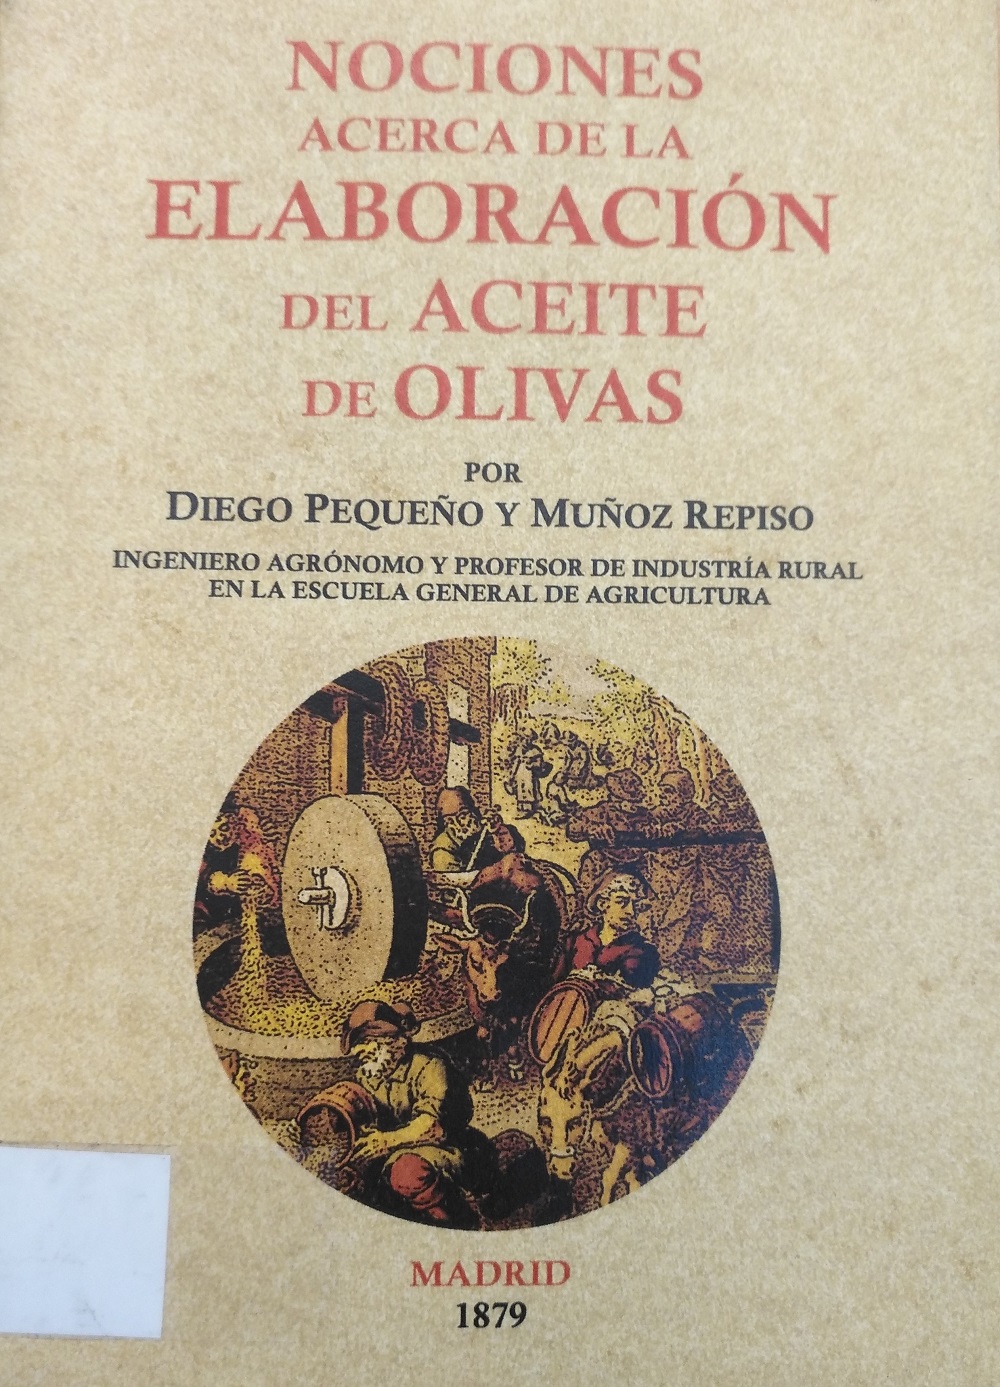 NOCIONES
ACERCA DE LA
ELABORACIÓN
DEL ACEITE
DE OLIVAS
POR
DIEGO PEQUEÑO Y MUÑOZ REPISO
INGENIERO AGRÓNOMO Y PROFESOR DE INDUSTRÍA RURAL
EN LA ESCUELA GENERAL DE AGRICULTURA
MADRID
1879